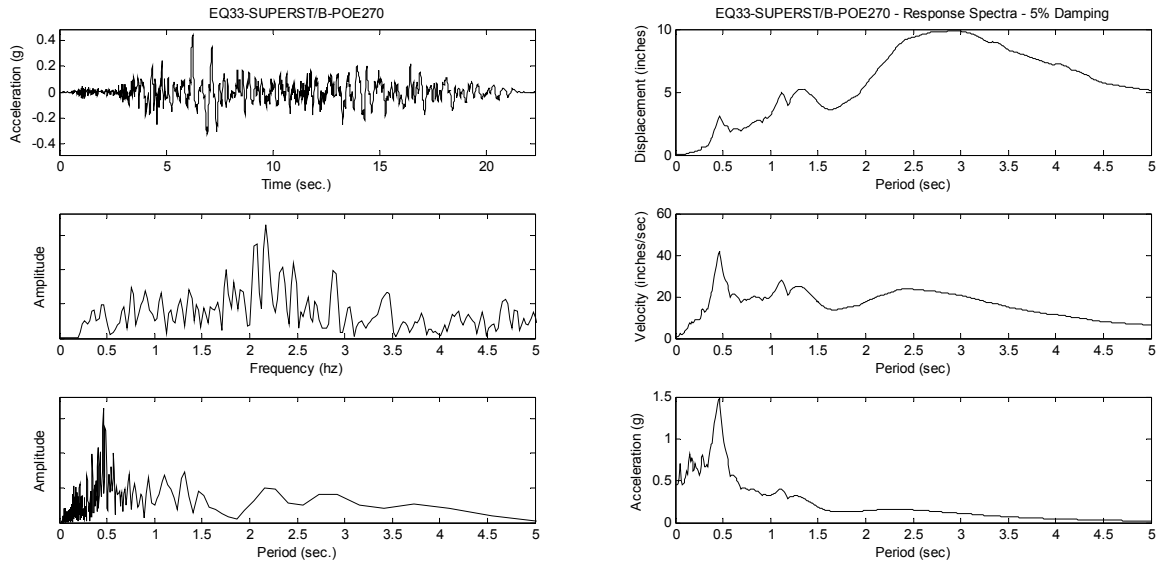 EQ33-SUPERST/B-POE270
0.4
0.2
0
-0.2
-0.4
Acceleration (g)
0 5 10 15 20
Time (sec.)
Amplitude
0 0.5 1 1.5 2 2.5 3 3.5 4 4.5 5
Frequency (hz)
Amplitude
0 0.5 1 1.5 2 2.5 3 3.5 4 4.5 5
Period (sec.)
EQ33-SUPERST/B-POE270 - Response Spectra - 5% Damping
10
5
0
Displacement (inches)
0 0.5 1 1.5 2 2.5 3 3.5 4 4.5 5
Period (sec)
60
40
20
0
Velocity (inches/sec)
0 0.5 1 1.5 2 2.5 3 3.5 4 4.5 5
Period (sec)
1.5
1
0.5
0
Acceleration (g)
0 0.5 1 1.5 2 2.5 3 3.5 4 4.5 5
Period (sec)